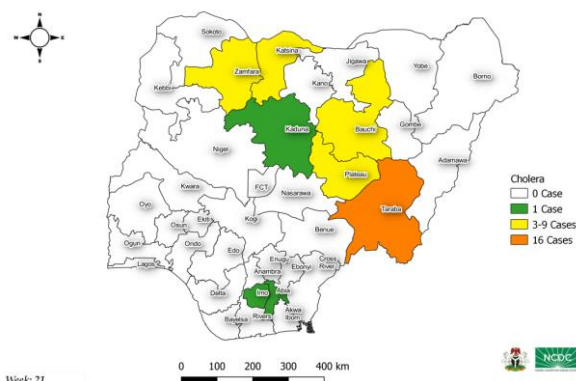 N
W
E
S
Sokoto
Katsina
Jigawa
Yobe
Borno
Zamfara
Kano
Kebbi
Kaduna
Bauchi
Gombe
Adamawa
Niger
Plateau
FCT
Nasarawa
Taraba
Kwara
Oyo
Kogi
Benue
Osun
Ekiti
Ogun
Ondo
Edo
Lagos
Enugu
Ebonyi
Cross
River
Anambra
Delta
Imo
Abia
Bayelsa
Rivers
Akwa
Ibom
Cholera
0 Case
1 Case
3-9 Cases
16 Cases
NCDC
0 100 200 300 400 km
Week: 21